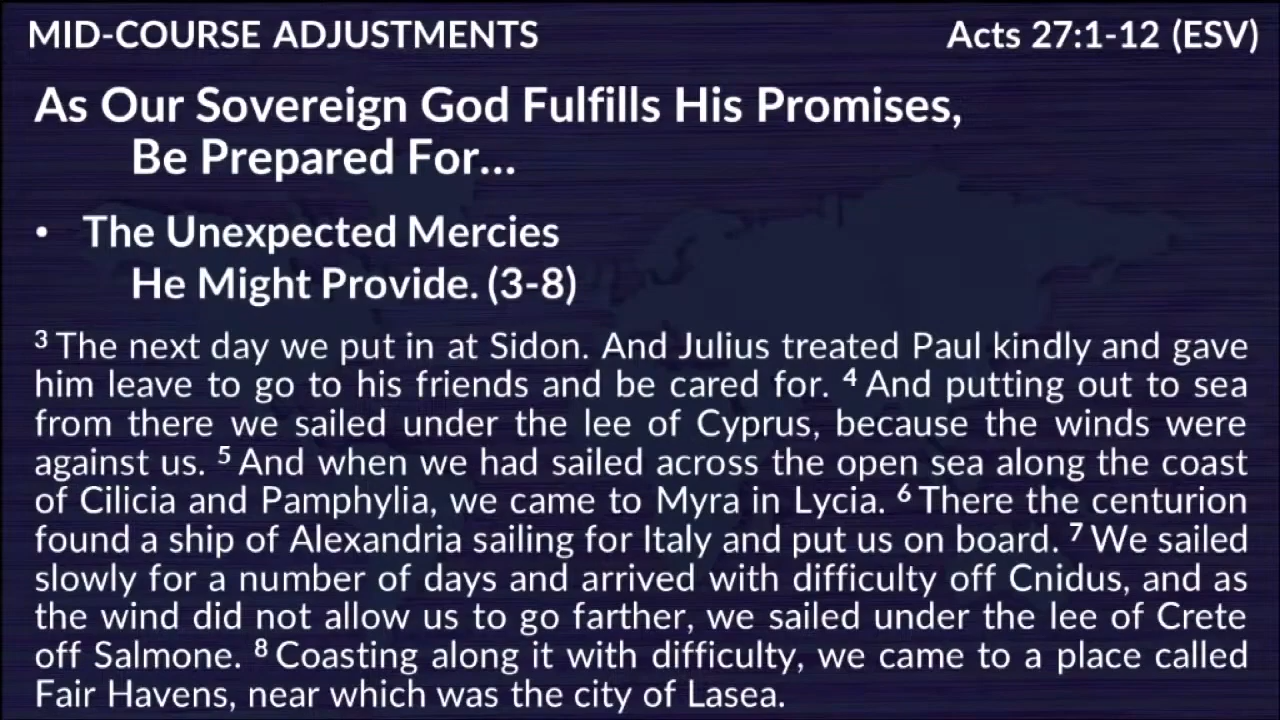 MID-COURSE ADJUSTMENTS
Acts 27:1-12 (ESV)
As Our Sovereign God Fulfills His Promises,
Be Prepared For...
• The Unexpected Mercies
He Might Provide. (3-8)
³ The next day we put in at Sidon. And Julius treated Paul kindly and gave
him leave to go to his friends and be cared for. ⁴ And putting out to sea
from there we sailed under the lee of Cyprus, because the winds were
against us. ⁵ And when we had sailed across the open sea along the coast
of Cilicia and Pamphylia, we came to Myra in Lycia. ⁶ There the centurion
found a ship of Alexandria sailing for Italy and put us on board. ⁷ We sailed
slowly for a number of days and arrived with difficulty off Cnidus, and as
the wind did not allow us to go farther, we sailed under the lee of Crete
off Salmone. ⁸ Coasting along it with difficulty, we came to a place called
Fair Havens, near which was the city of Lasea.